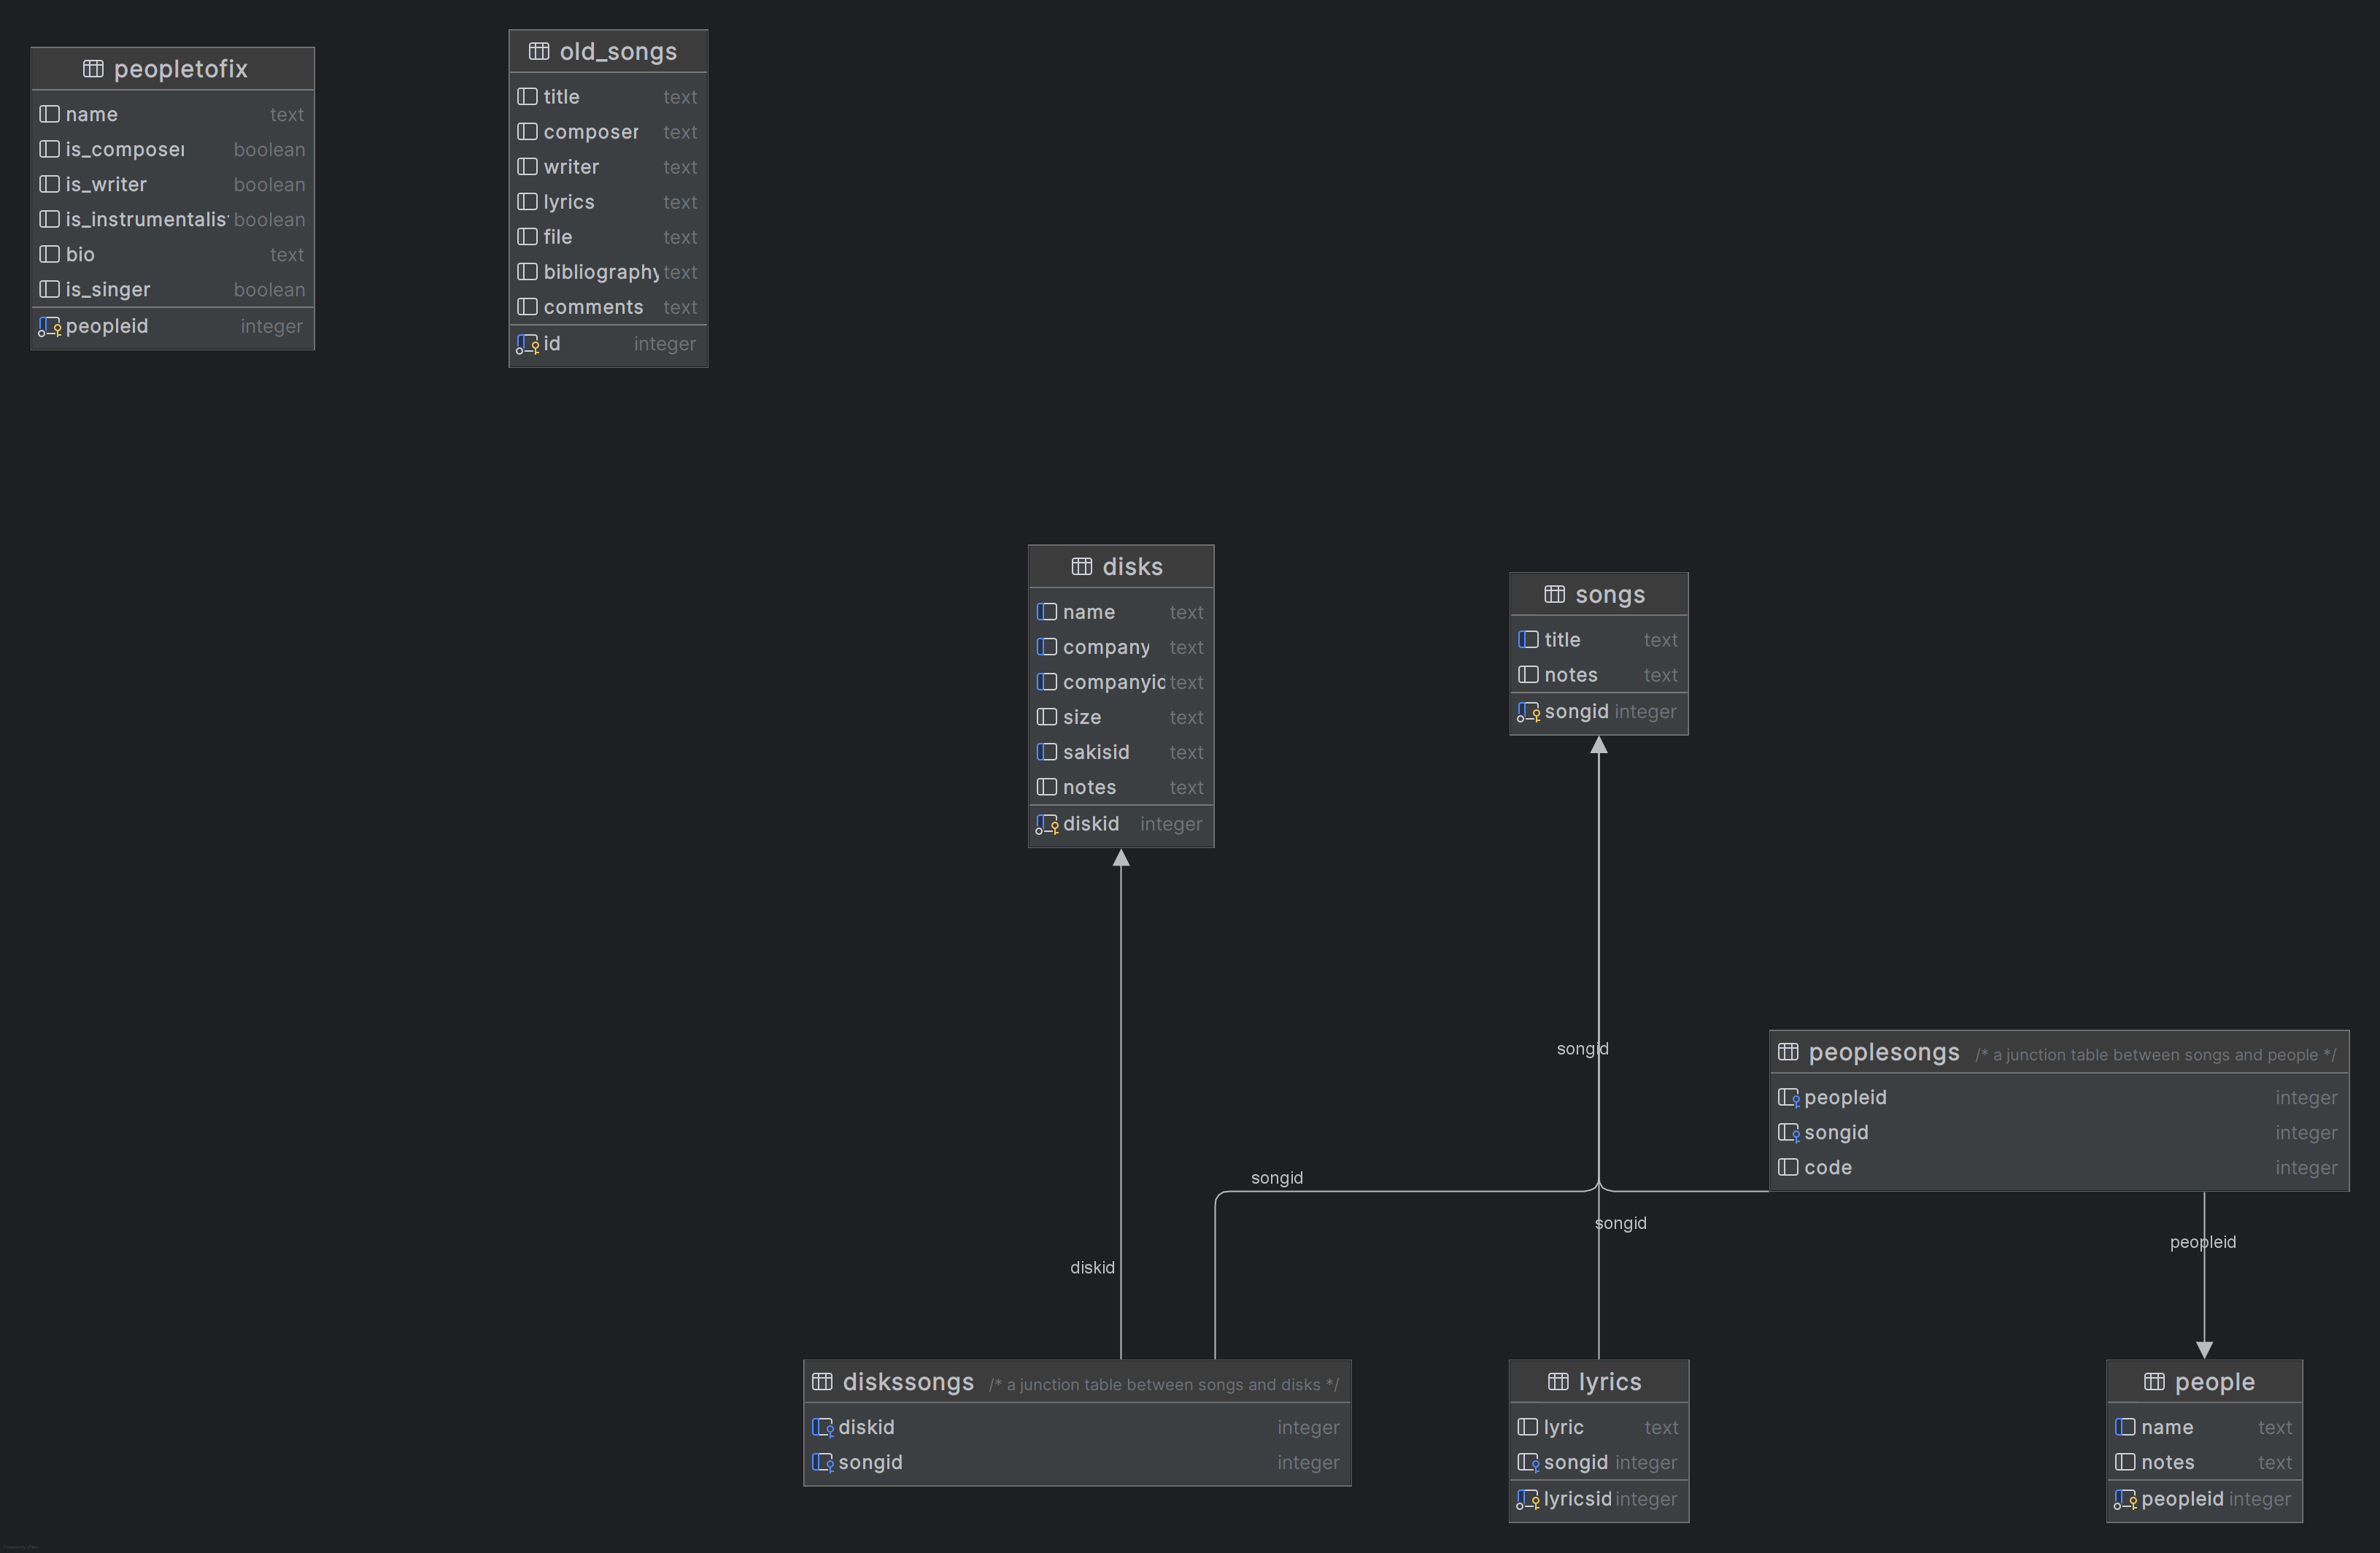 peopletofix
name text
is_composer boolean
is_writer boolean
is_instrumentalis boolean
bio text
is_singer boolean
peopleid integer
old_songs
title text
composer text
writer text
lyrics text
file text
bibliography text
comments text
id integer
disks
name text
company text
companyid text
size text
sakisid text
notes text
diskid integer
songs
title text
notes text
songid integer
songid
peoplesongs /* a junction table between songs and people */
peopleid integer
songid integer
code integer
songid
songid
peopleid
diskid
diskssongs /* a junction table between songs and disks */
diskid integer
songid integer
lyrics
lyric text
songid integer
lyricsid integer
people
name text
notes text
peopleid integer